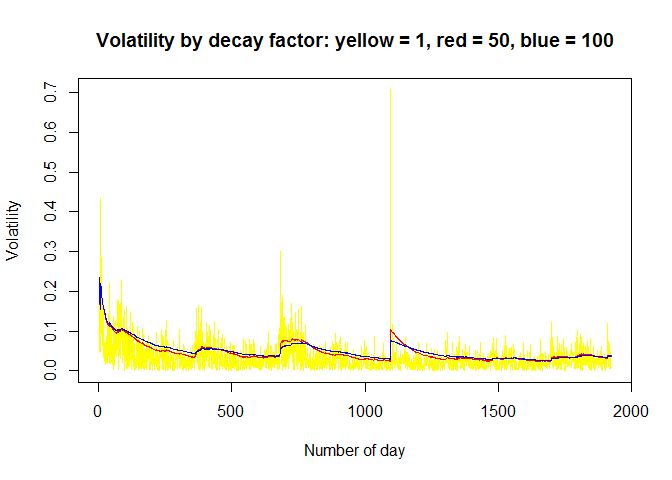 Volatility by decay factor: yellow = 1, red = 50, blue = 100
0.7
0.6
0.5
0.4
0.3
0.2
0.1
0.0
Volatility
0 500 1000 1500 2000
Number of day